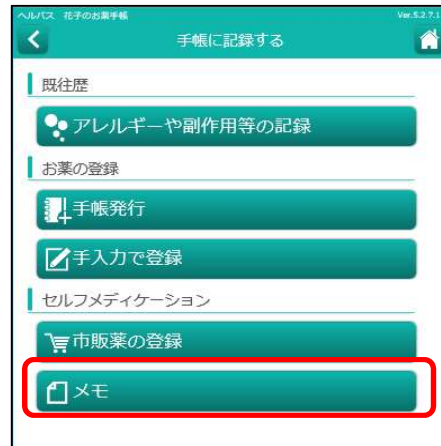 ヘルパス 花子のお薬手帳 Ver.5.2.7.1
手帳に記録する
既往歴
アレルギーや副作用等の記録
お薬の登録
手帳発行
手入力で登録
セルフメディケーション
市販薬の登録
メモ